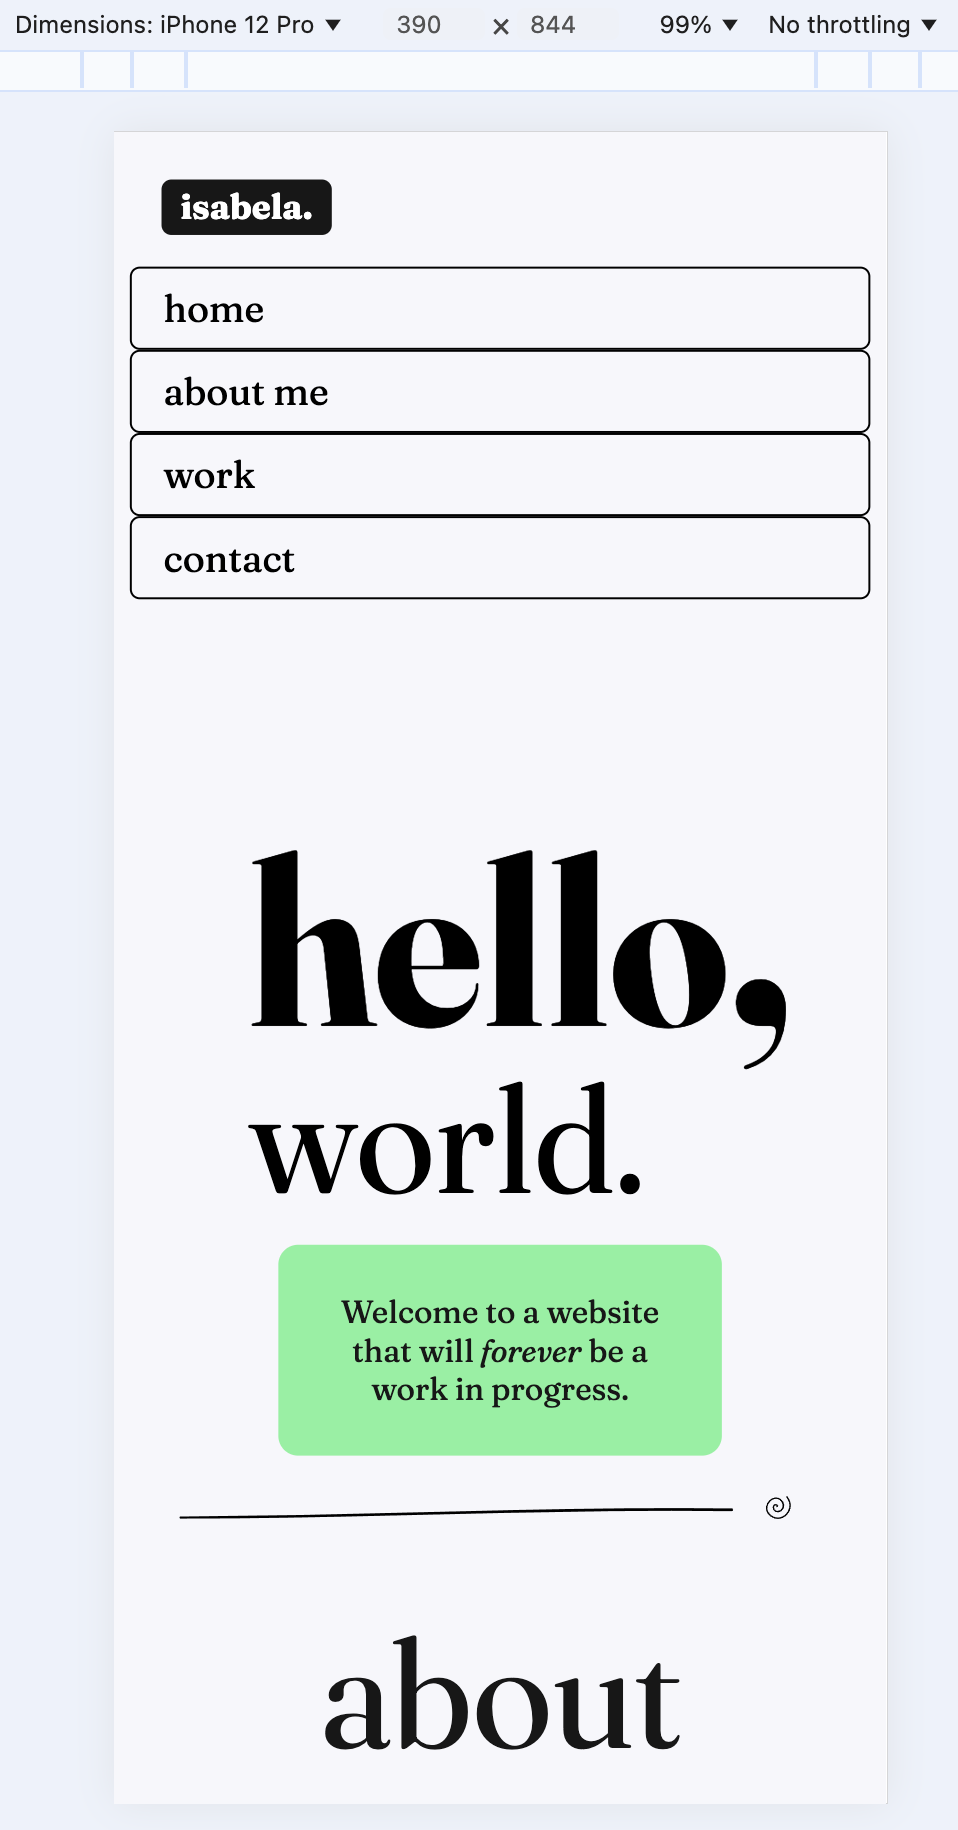 Dimensions: iPhone 12 Pro ▼ 390 × 844 99% ▼ No throttling ▼
isabela.
home
about me
work
contact
hello,
world.
Welcome to a website
that will forever be a
work in progress.
about